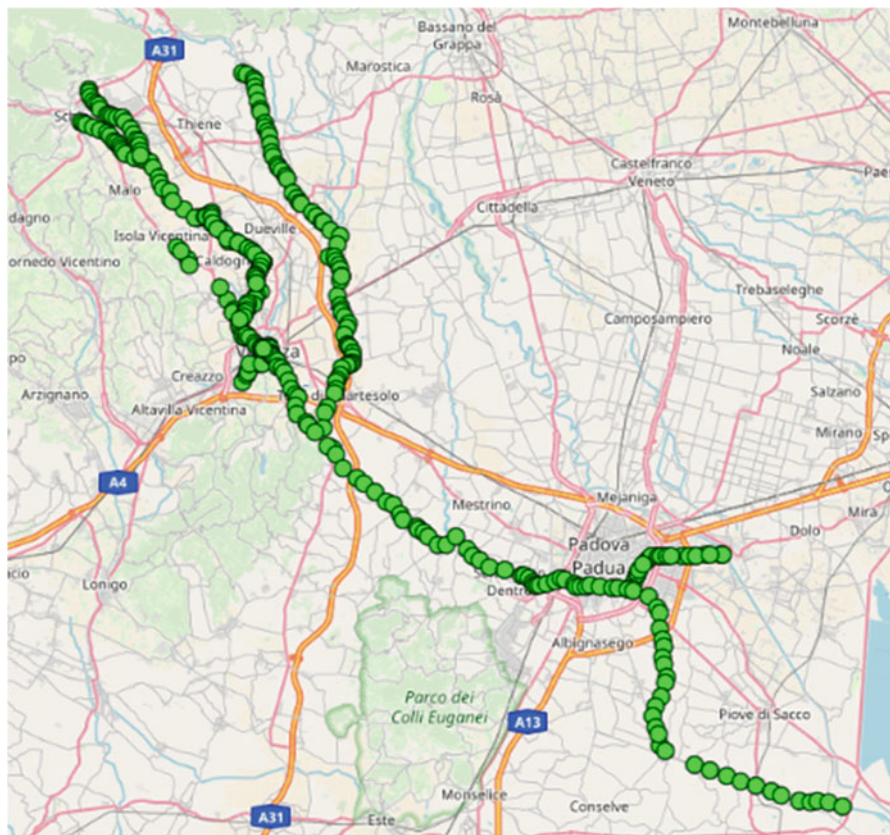 Montebelluna
Bassano del
Grappa
A31
Marostica
Rosà
Thiene
Castelfranco
Veneto
Malo
Cittadella
Isola Vicentina
Dueville
ornedo Vicentino
Trebaseleghe
Camposampiero
Scorzè
Noale
Creazzo
Arzignano
Altavilla Vicentina
Salzano
Mirano
A4
Mestrino
Mejaniga
Mira
Dolo
Padova
Padua
Lonigo
Albignasego
Parco dei
Colli Euganei
A13
Piove di Sacco
Monselice
Conselve
A31
Este